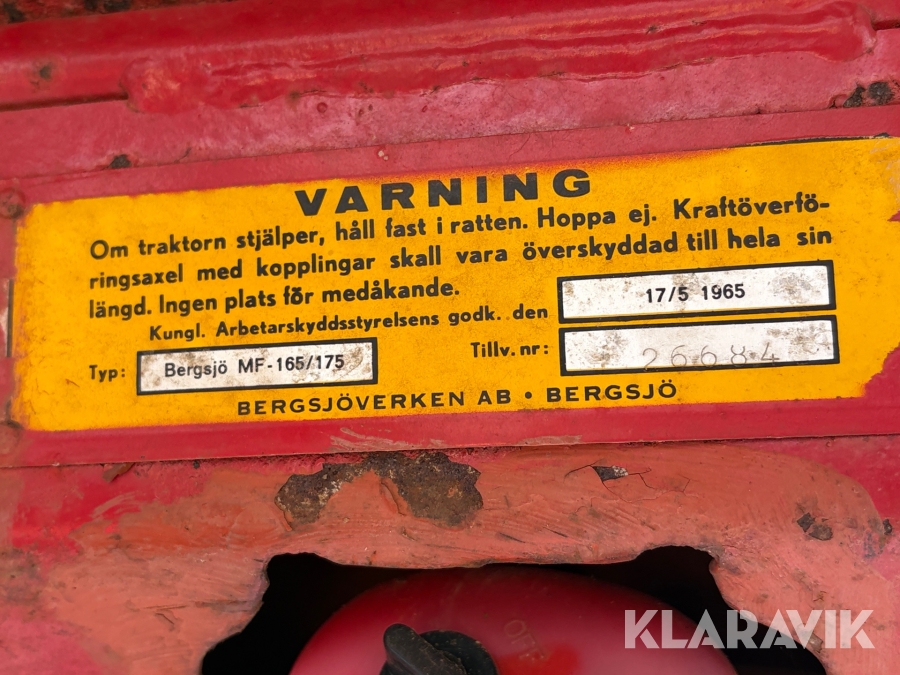 VARNING
Om traktorn stjälper, håll fast i ratten. Hoppa ej. Kraftöverfö-
ringsaxel med kopplingar skall vara överskyddad till hela sin
längd. Ingen plats för medåkande.
Kungl. Arbetarskyddsstyrelsens godk. den 17/5 1965
Typ: Bergsjö MF-165/175 Tillv. nr: 26684
BERGSJÖVERKEN AB • BERGSJÖ
KLARAVIK